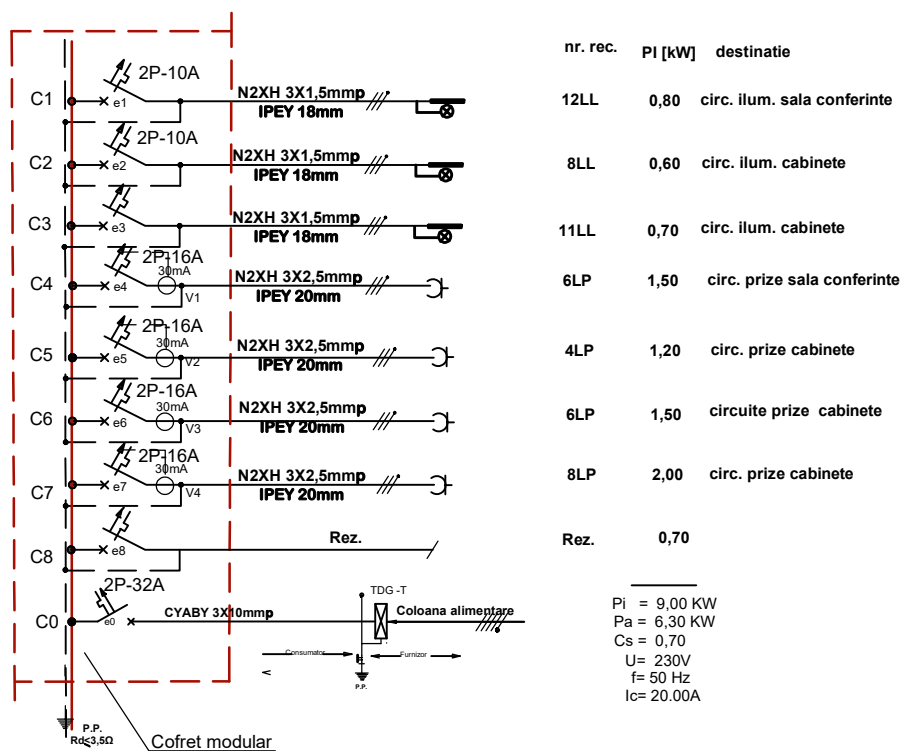 nr. rec. PI [kW] destinatie
2P-10A
C1 e1 N2XH 3X1,5mmp 12LL 0,80 circ. ilum. sala conferinte
IPEY 18mm
2P-10A
C2 e2 N2XH 3X1,5mmp 8LL 0,60 circ. ilum. cabinete
IPEY 18mm
C3 e3 N2XH 3X1,5mmp 11LL 0,70 circ. ilum. cabinete
IPEY 18mm
2P-16A
30mA
C4 e4 V1 N2XH 3X2,5mmp 6LP 1,50 circ. prize sala conferinte
IPEY 20mm
2P-16A
30mA
C5 e5 V2 N2XH 3X2,5mmp 4LP 1,20 circ. prize cabinete
IPEY 20mm
2P-16A
30mA
C6 e6 V3 N2XH 3X2,5mmp 6LP 1,50 circuite prize cabinete
IPEY 20mm
2P-16A
30mA
C7 e7 V4 N2XH 3X2,5mmp 8LP 2,00 circ. prize cabinete
IPEY 20mm
C8 e8 Rez. Rez. 0,70
2P-32A
C0 e0 CYABY 3X10mmp TDG -T Coloana alimentare
Consumator Furnizor
P.P.
Pi = 9,00 KW
Pa = 6,30 KW
Cs = 0,70
U= 230V
f= 50 Hz
Ic= 20.00A
P.P.
Rd<3,5Ω
Cofret modular